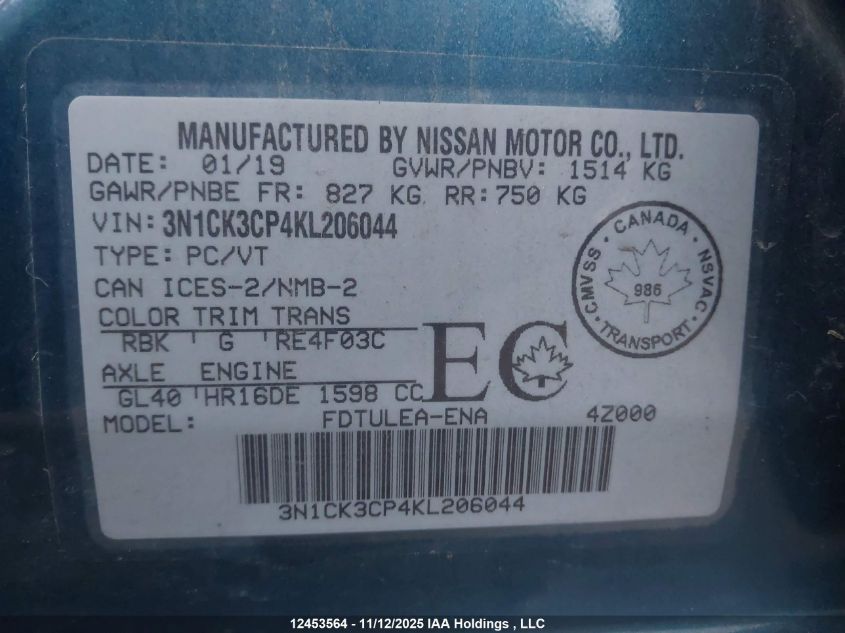 MANUFACTURED BY NISSAN MOTOR CO., LTD.
DATE: 01/19 GVWR/PNBV: 1514 KG
GAWR/PNBE FR: 827 KG RR: 750 KG
VIN: 3N1CK3CP4KL206044
TYPE: PC/VT
CAN ICES-2/NMB-2
COLOR TRIM TRANS
RBK G RE4F03C
AXLE ENGINE
GL40 HR16DE 1598 CC
EC
CANADA
CMVSS · NSVAC
986
TRANSPORT
MODEL: FDTULEA-ENA 4Z000
3N1CK3CP4KL206044
12453564 - 11/12/2025 IAA Holdings , LLC